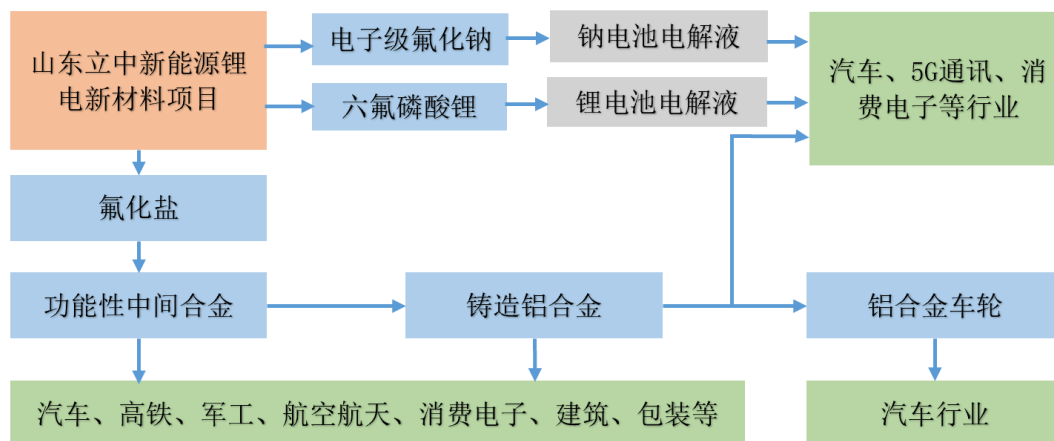 山东立中新能源锂
电新材料项目
电子级氟化钠
钠电池电解液
六氟磷酸锂
锂电池电解液
汽车、5G通讯、消
费电子等行业
氟化盐
功能性中间合金
铸造铝合金
铝合金车轮
汽车、高铁、军工、航空航天、消费电子、建筑、包装等
汽车行业